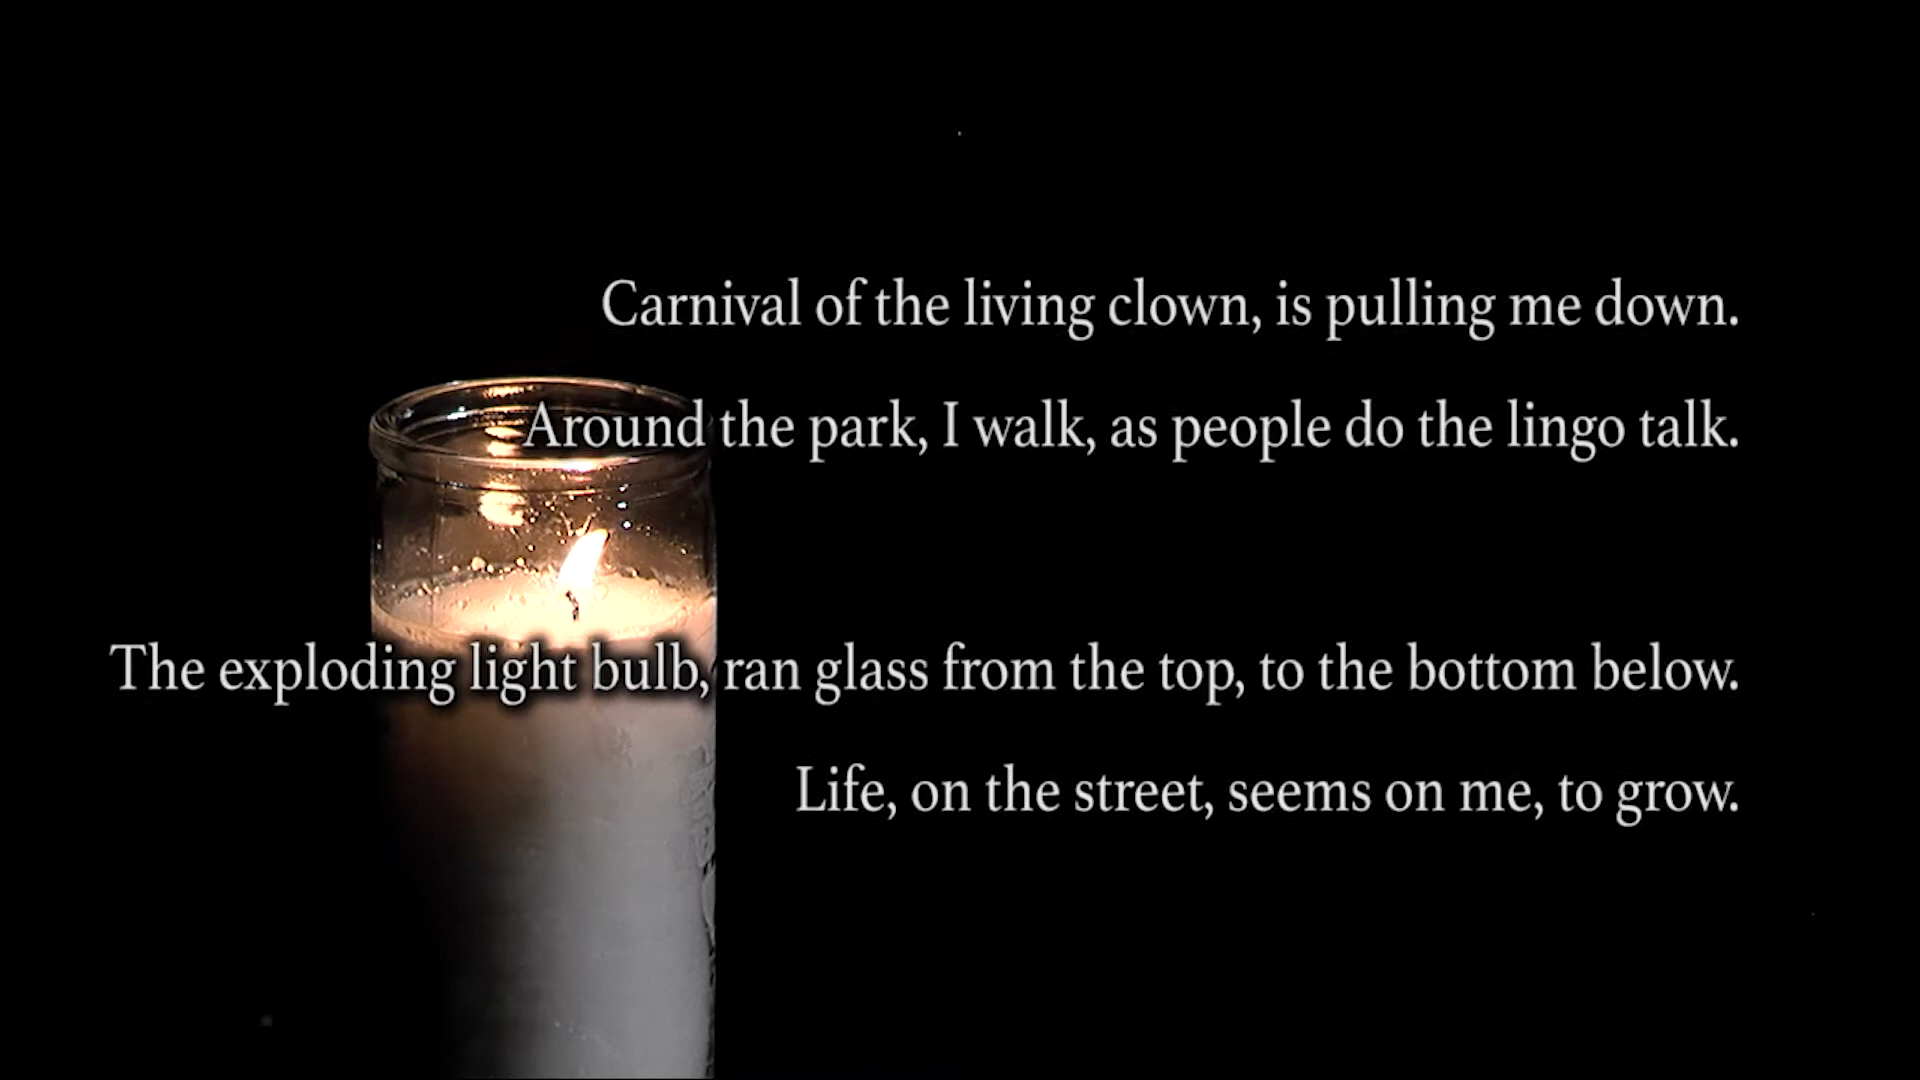 Carnival of the living clown, is pulling me down.
Around the park, I walk, as people do the lingo talk.
The exploding light bulb, ran glass from the top, to the bottom below.
Life, on the street, seems on me, to grow.